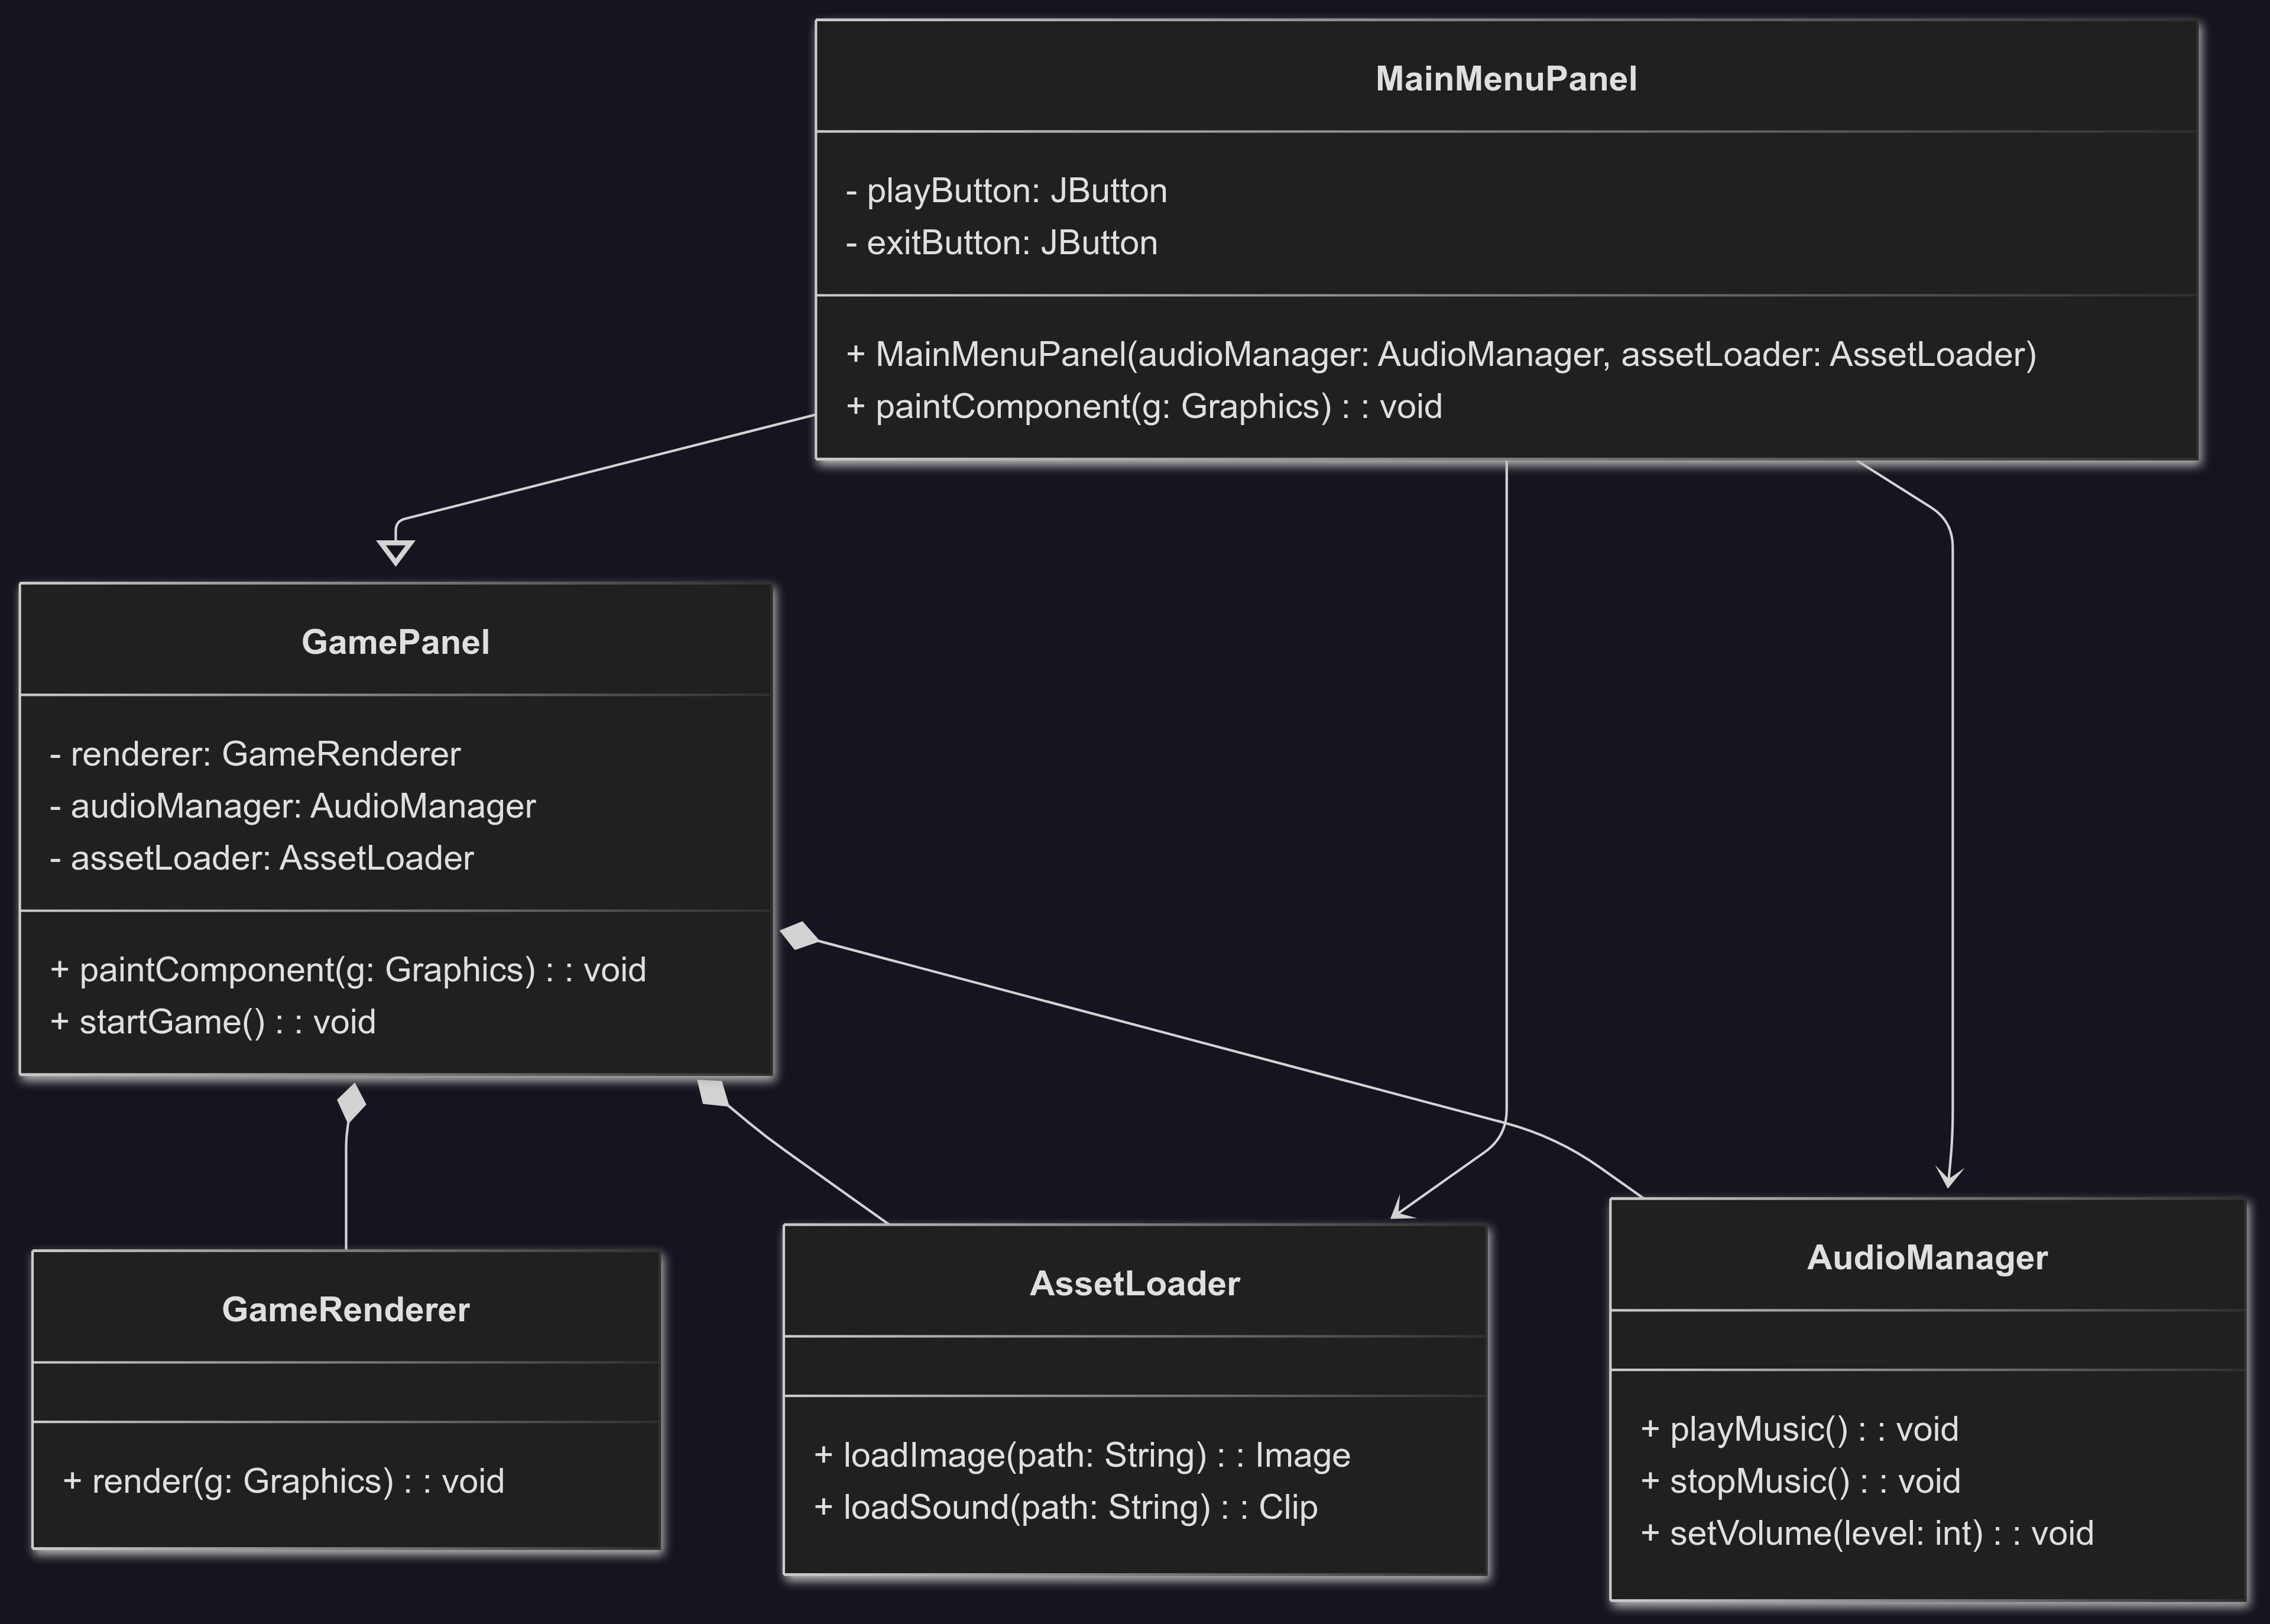 MainMenuPanel
- playButton: JButton
- exitButton: JButton
+ MainMenuPanel(audioManager: AudioManager, assetLoader: AssetLoader)
+ paintComponent(g: Graphics) : : void
GamePanel
- renderer: GameRenderer
- audioManager: AudioManager
- assetLoader: AssetLoader
+ paintComponent(g: Graphics) : : void
+ startGame() : : void
GameRenderer
+ render(g: Graphics) : : void
AssetLoader
+ loadImage(path: String) : : Image
+ loadSound(path: String) : : Clip
AudioManager
+ playMusic() : : void
+ stopMusic() : : void
+ setVolume(level: int) : : void